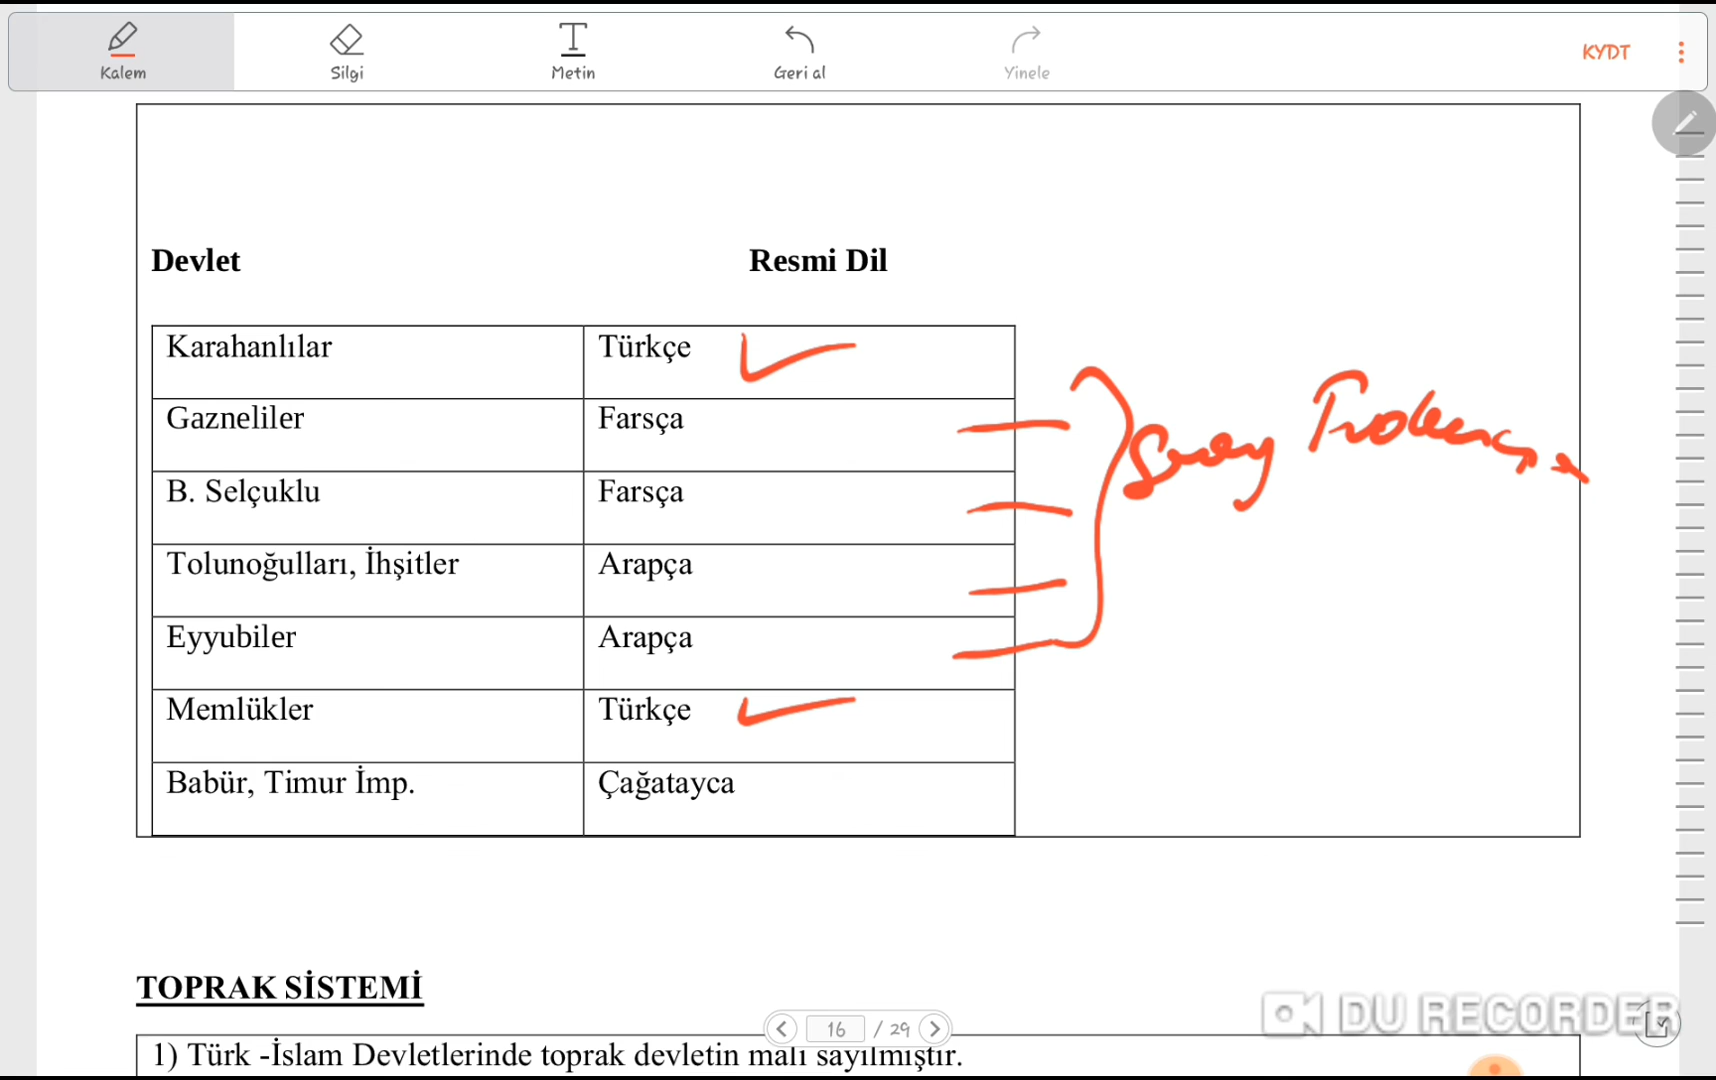 Kalem Silgi Metin Geri al Yinele KYDT
Devlet Resmi Dil
Karahanlılar Türkçe
Gazneliler Farsça
B. Selçuklu Farsça
Tolunoğulları, İhşitler Arapça
Eyyubiler Arapça
Memlükler Türkçe
Babür, Timur İmp. Çağatayca
TOPRAK SİSTEMİ
16 / 29
DU RECORDER
1) Türk -İslam Devletlerinde toprak devletin malı sayılmıştır.